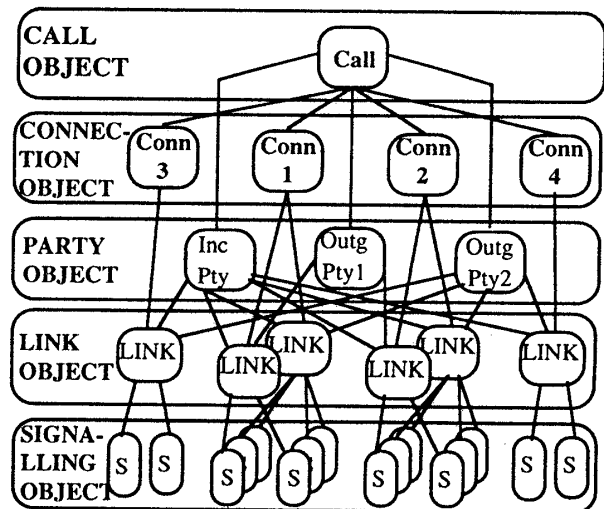 CALL
OBJECT
Call
CONNEC-
TION
OBJECT
Conn
3
Conn
1
Conn
2
Conn
4
PARTY
OBJECT
Inc
Pty
Outg
Pty1
Outg
Pty2
LINK
OBJECT
LINK
LINK
LINK
LINK
LINK
LINK
SIGNA-
LLING
OBJECT
S
S
S
S
S
S
S
S